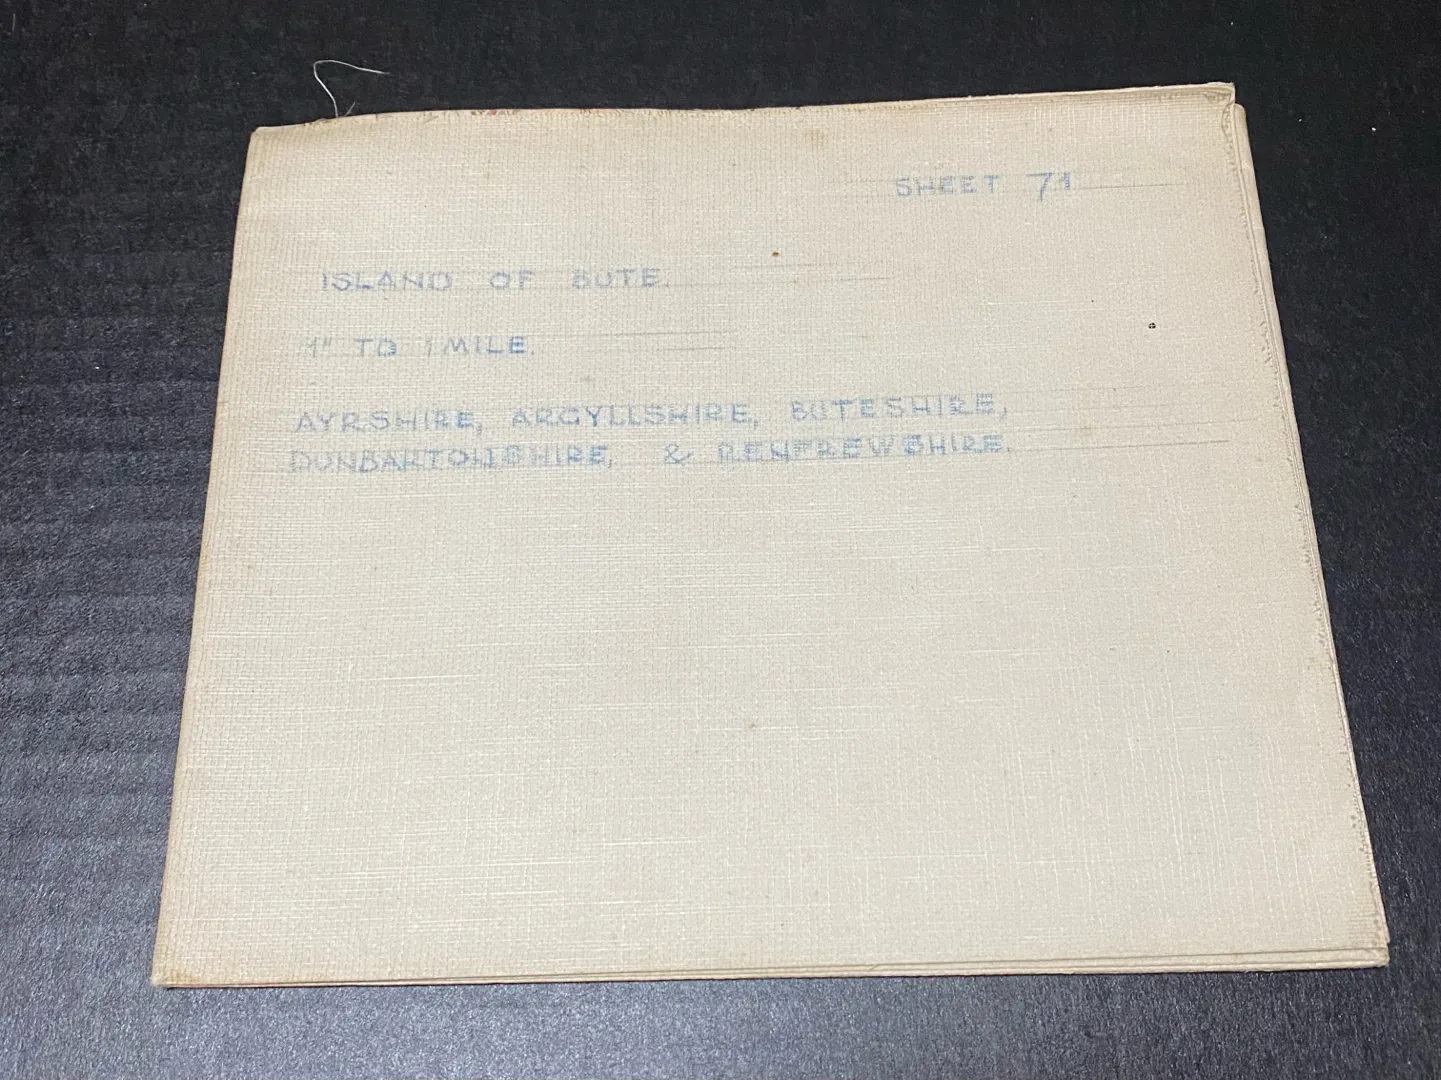 SHEET 71
ISLAND OF BUTE.
1" TO 1 MILE.
AYRSHIRE, ARGYLLSHIRE, BUTESHIRE,
DUNBARTONSHIRE, & RENFREWSHIRE.